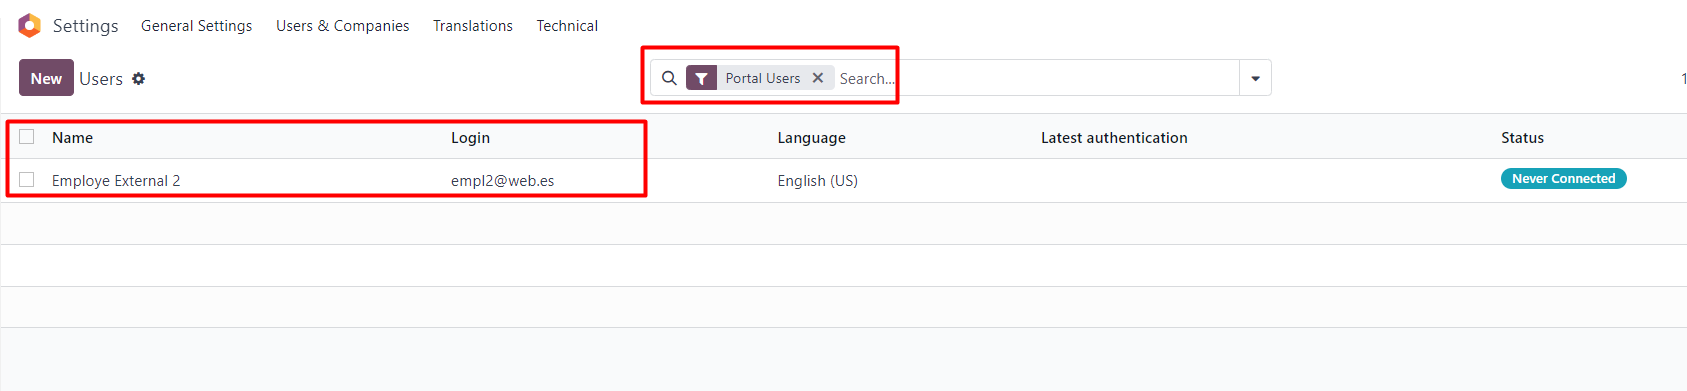 Settings General Settings Users & Companies Translations Technical
New Users Portal Users Search... 1
Name Login Language Latest authentication Status
Employe External 2 empl2@web.es English (US) Never Connected